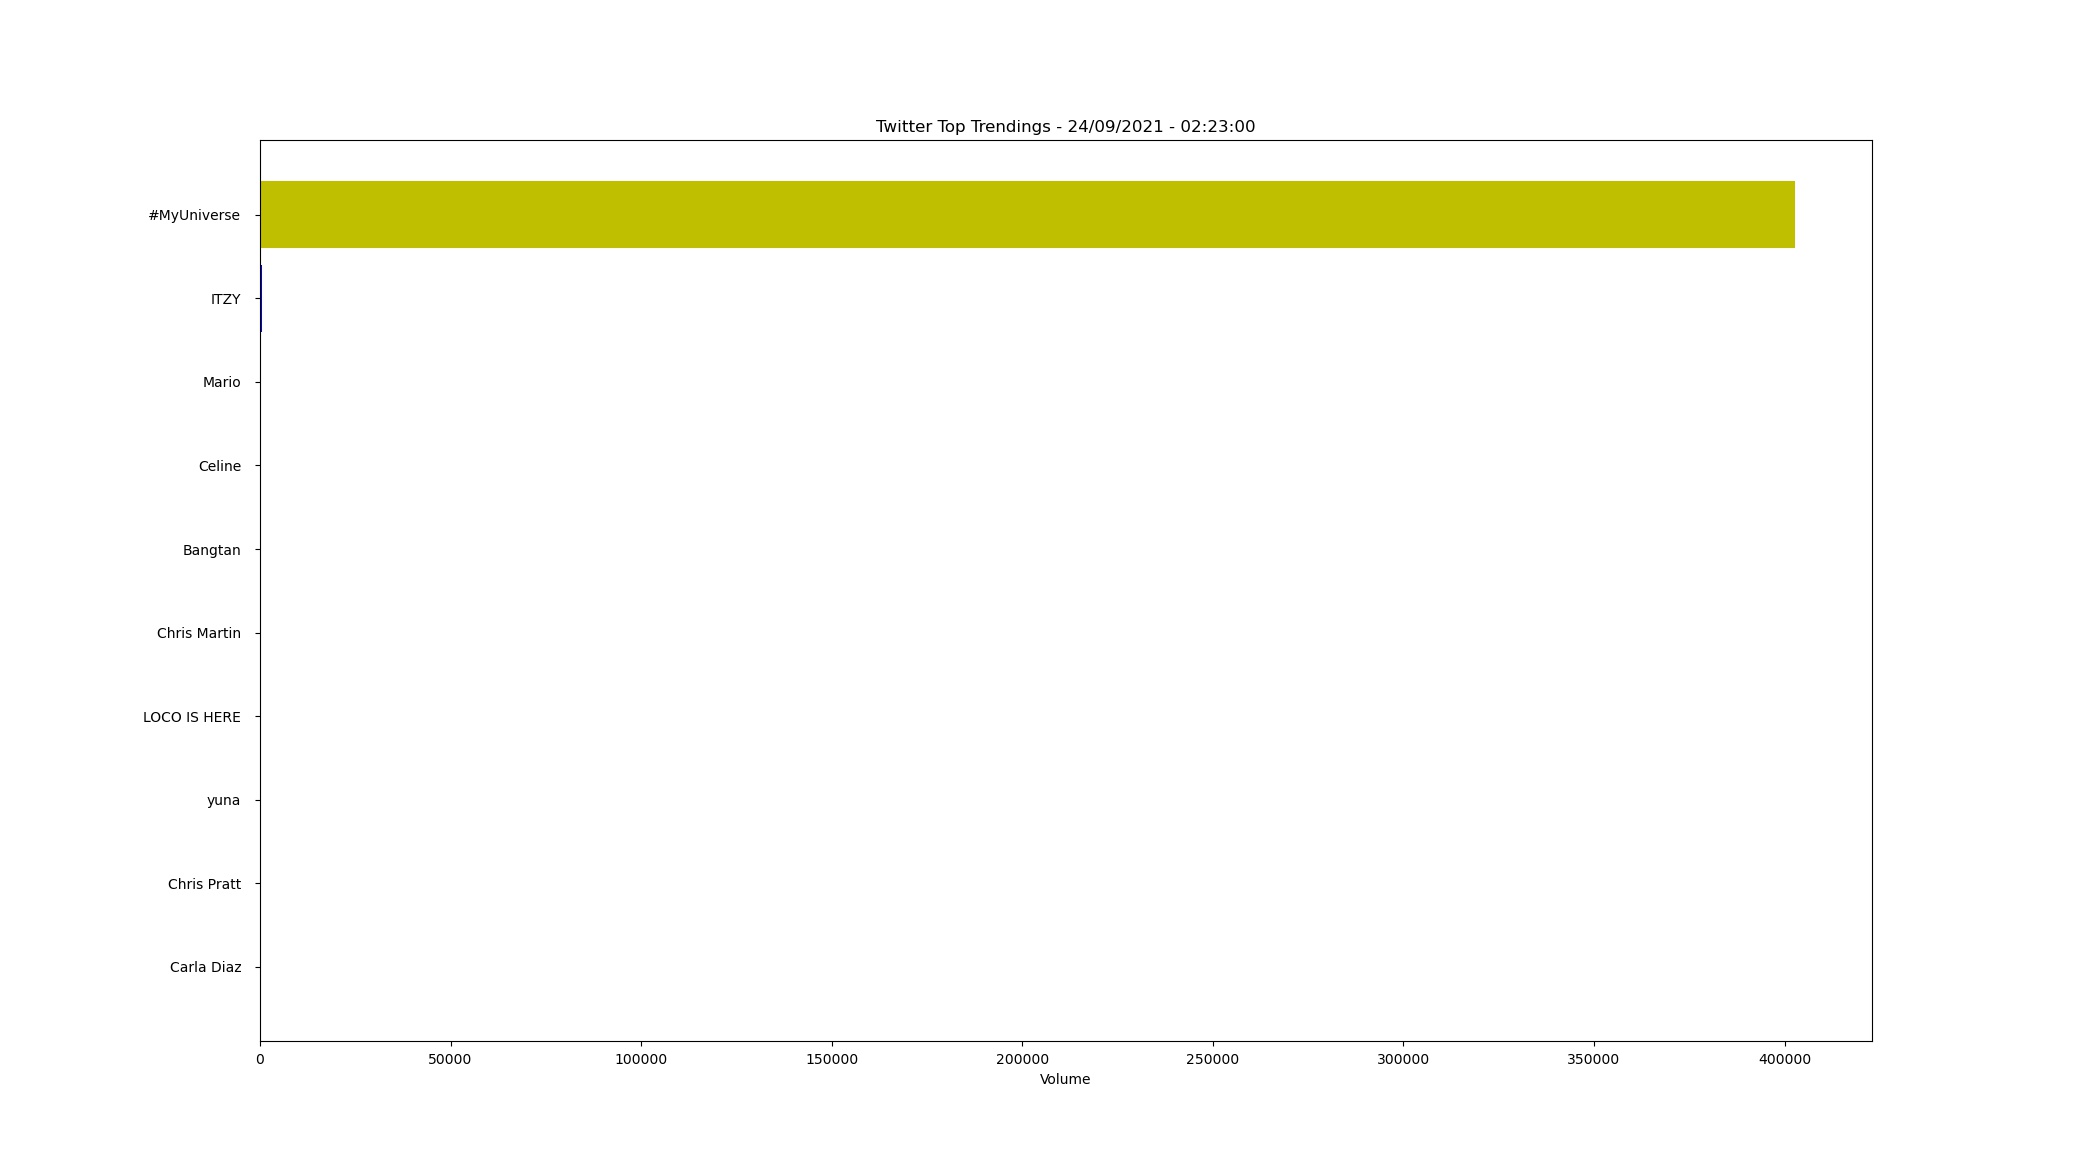 Twitter Top Trendings - 24/09/2021 - 02:23:00
#MyUniverse
ITZY
Mario
Celine
Bangtan
Chris Martin
LOCO IS HERE
yuna
Chris Pratt
Carla Diaz
0 50000 100000 150000 200000 250000 300000 350000 400000
Volume